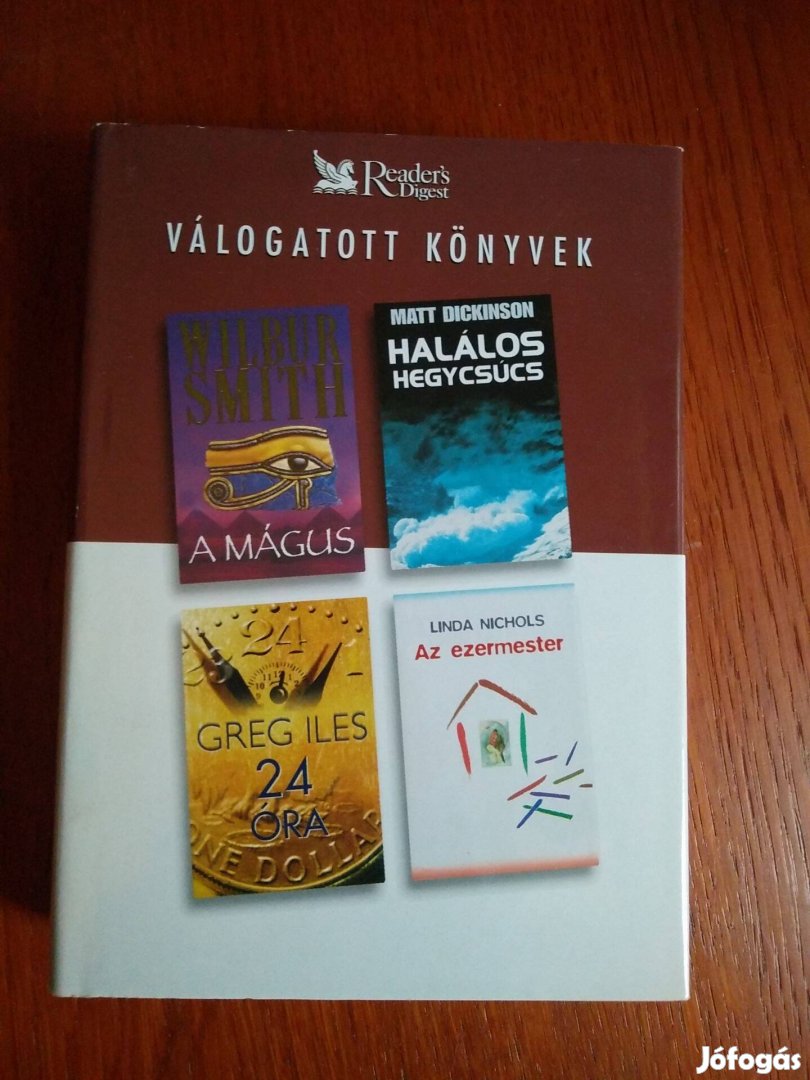 Reader's
Digest
VÁLOGATOTT KÖNYVEK
WILBUR
SMITH
A MÁGUS
MATT DICKINSON
HALÁLOS
HEGYCSÚCS
24
GREG ILES
24
ÓRA
ONE DOLLAR
LINDA NICHOLS
Az ezermester
Jófogás